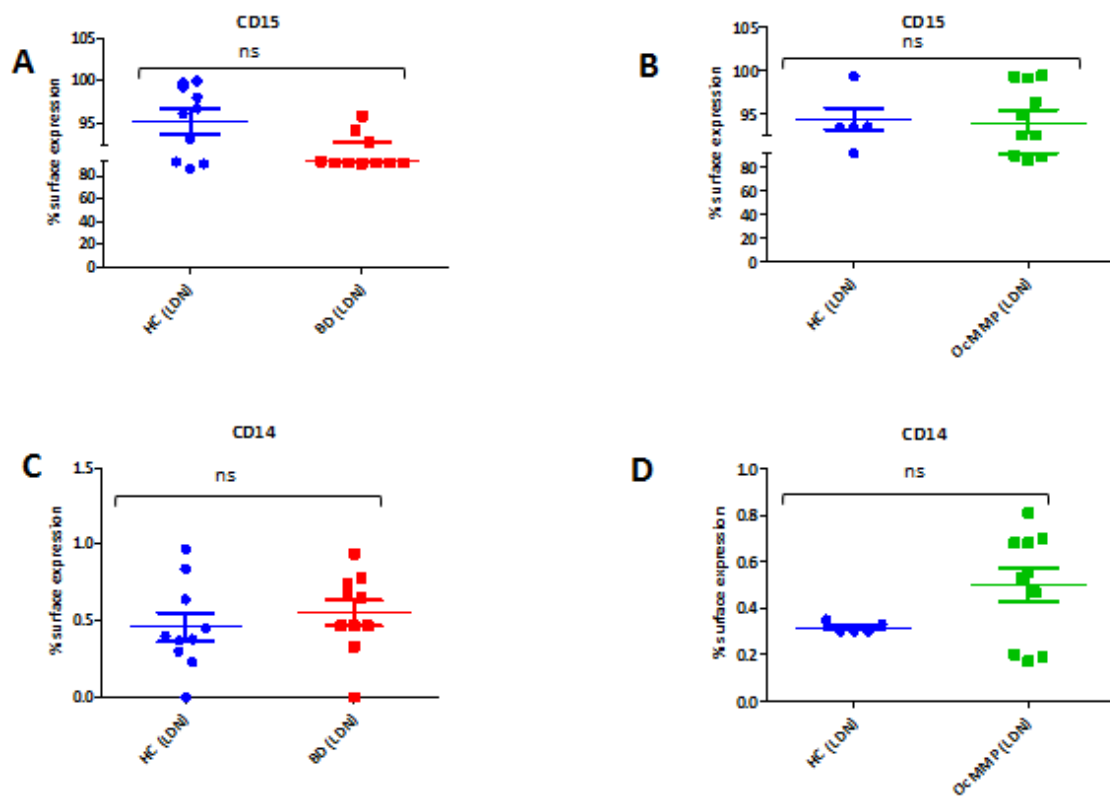 A
CD15
ns
% surface expression
100
95
80
60
40
20
0
HC (LDN)
BD (LDN)
B
CD15
ns
% surface expression
100
95
80
60
40
20
0
HC (LDN)
OcMMP (LDN)
C
CD14
ns
% surface expression
1.5
1.0
0.5
0.0
HC (LDN)
BD (LDN)
D
CD14
ns
% surface expression
1.0
0.8
0.6
0.4
0.2
0.0
HC (LDN)
OcMMP (LDN)